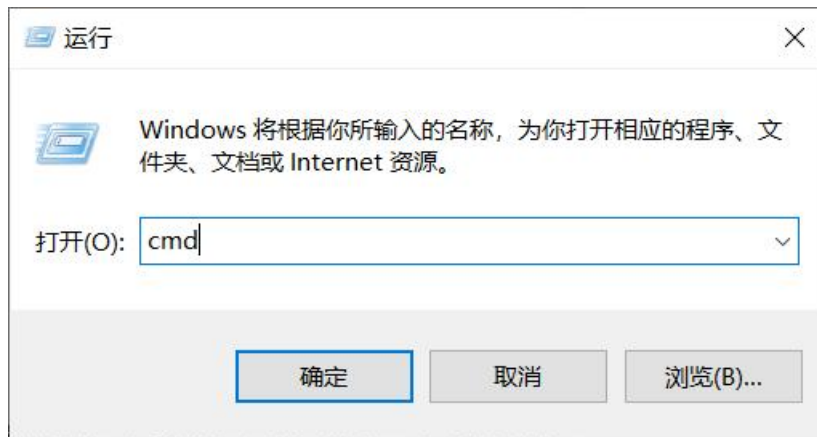 运行
Windows 将根据你所输入的名称，为你打开相应的程序、文
件夹、文档或 Internet 资源。
打开(O): cmd
确定 取消 浏览(B)...